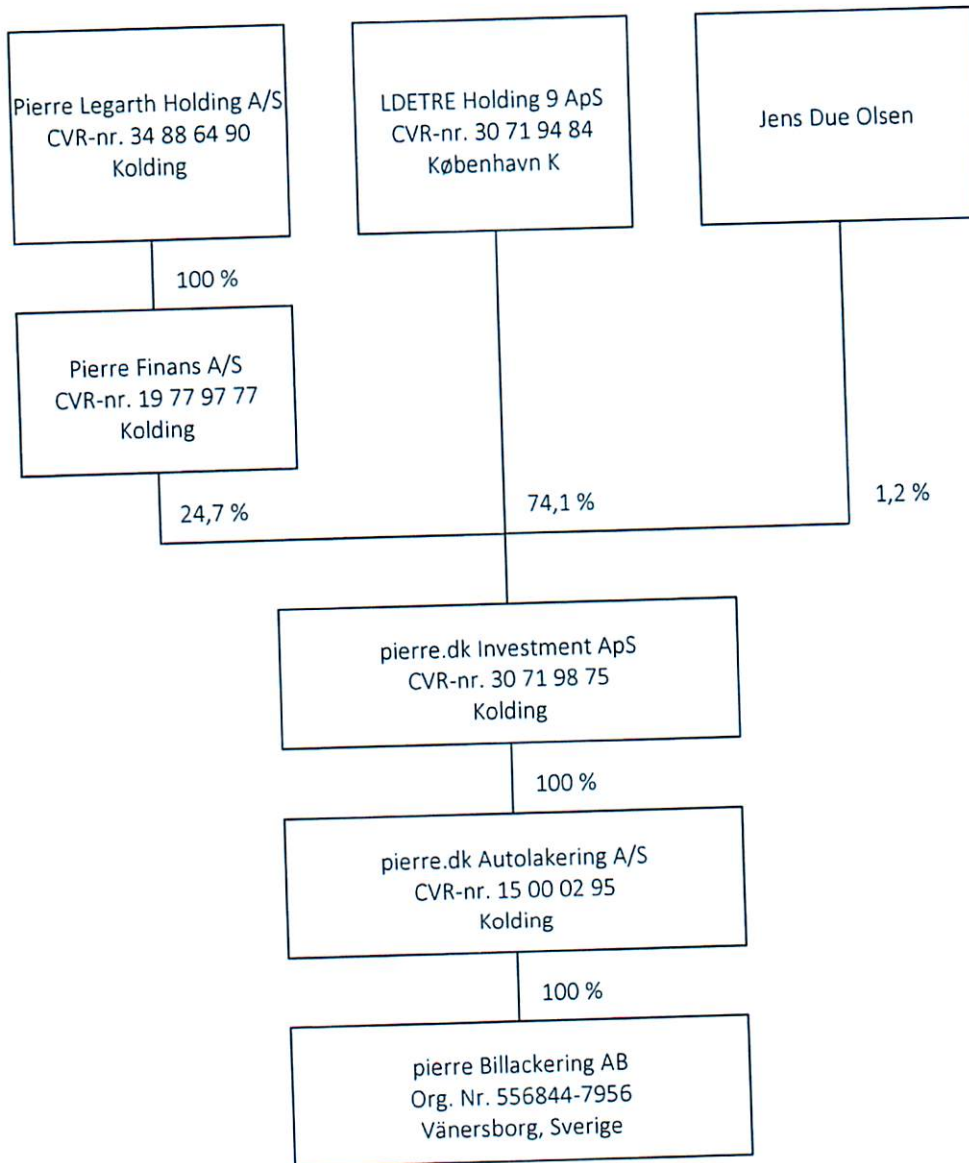 Pierre Legarth Holding A/S
CVR-nr. 34 88 64 90
Kolding
LDETRE Holding 9 ApS
CVR-nr. 30 71 94 84
København K
Jens Due Olsen
100 %
Pierre Finans A/S
CVR-nr. 19 77 97 77
Kolding
24,7 %
74,1 %
1,2 %
pierre.dk Investment ApS
CVR-nr. 30 71 98 75
Kolding
100 %
pierre.dk Autolakering A/S
CVR-nr. 15 00 02 95
Kolding
100 %
pierre Billackering AB
Org. Nr. 556844-7956
Vänersborg, Sverige